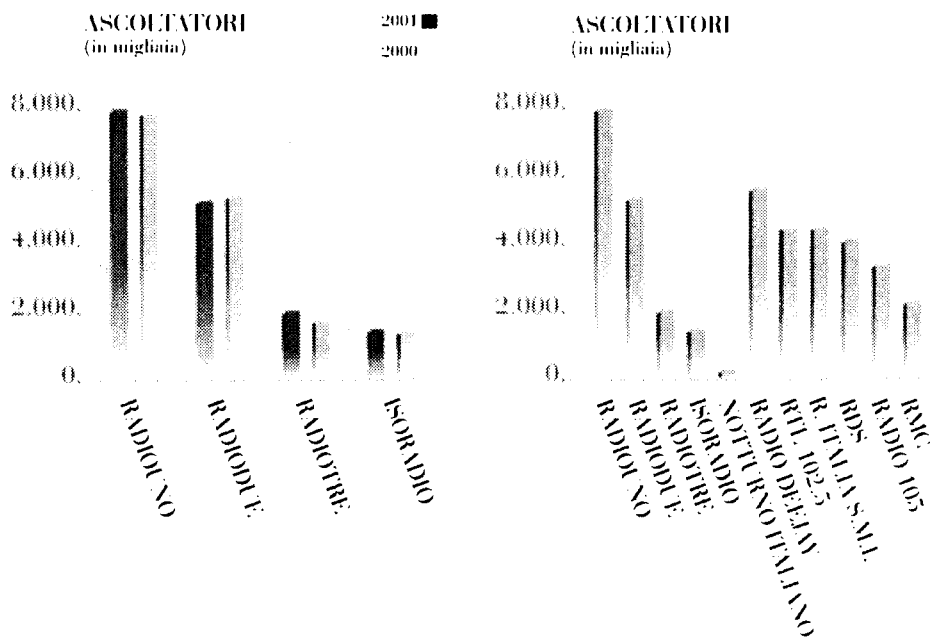 ASCOLTATORI
(in migliaia)
2001
2000
8.000.
6.000.
4.000.
2.000.
0.
RADIOUNO
RADIODUE
RADIOTRE
ISORADIO
ASCOLTATORI
(in migliaia)
8.000.
6.000.
4.000.
2.000.
0.
RADIOUNO
RADIODUE
RADIOTRE
ISORADIO
NOTTURNO ITALIANO
RADIO DEEJAY
RTL 102.5
R. ITALIA S.M.I.
RDS
RADIO 105
RMC